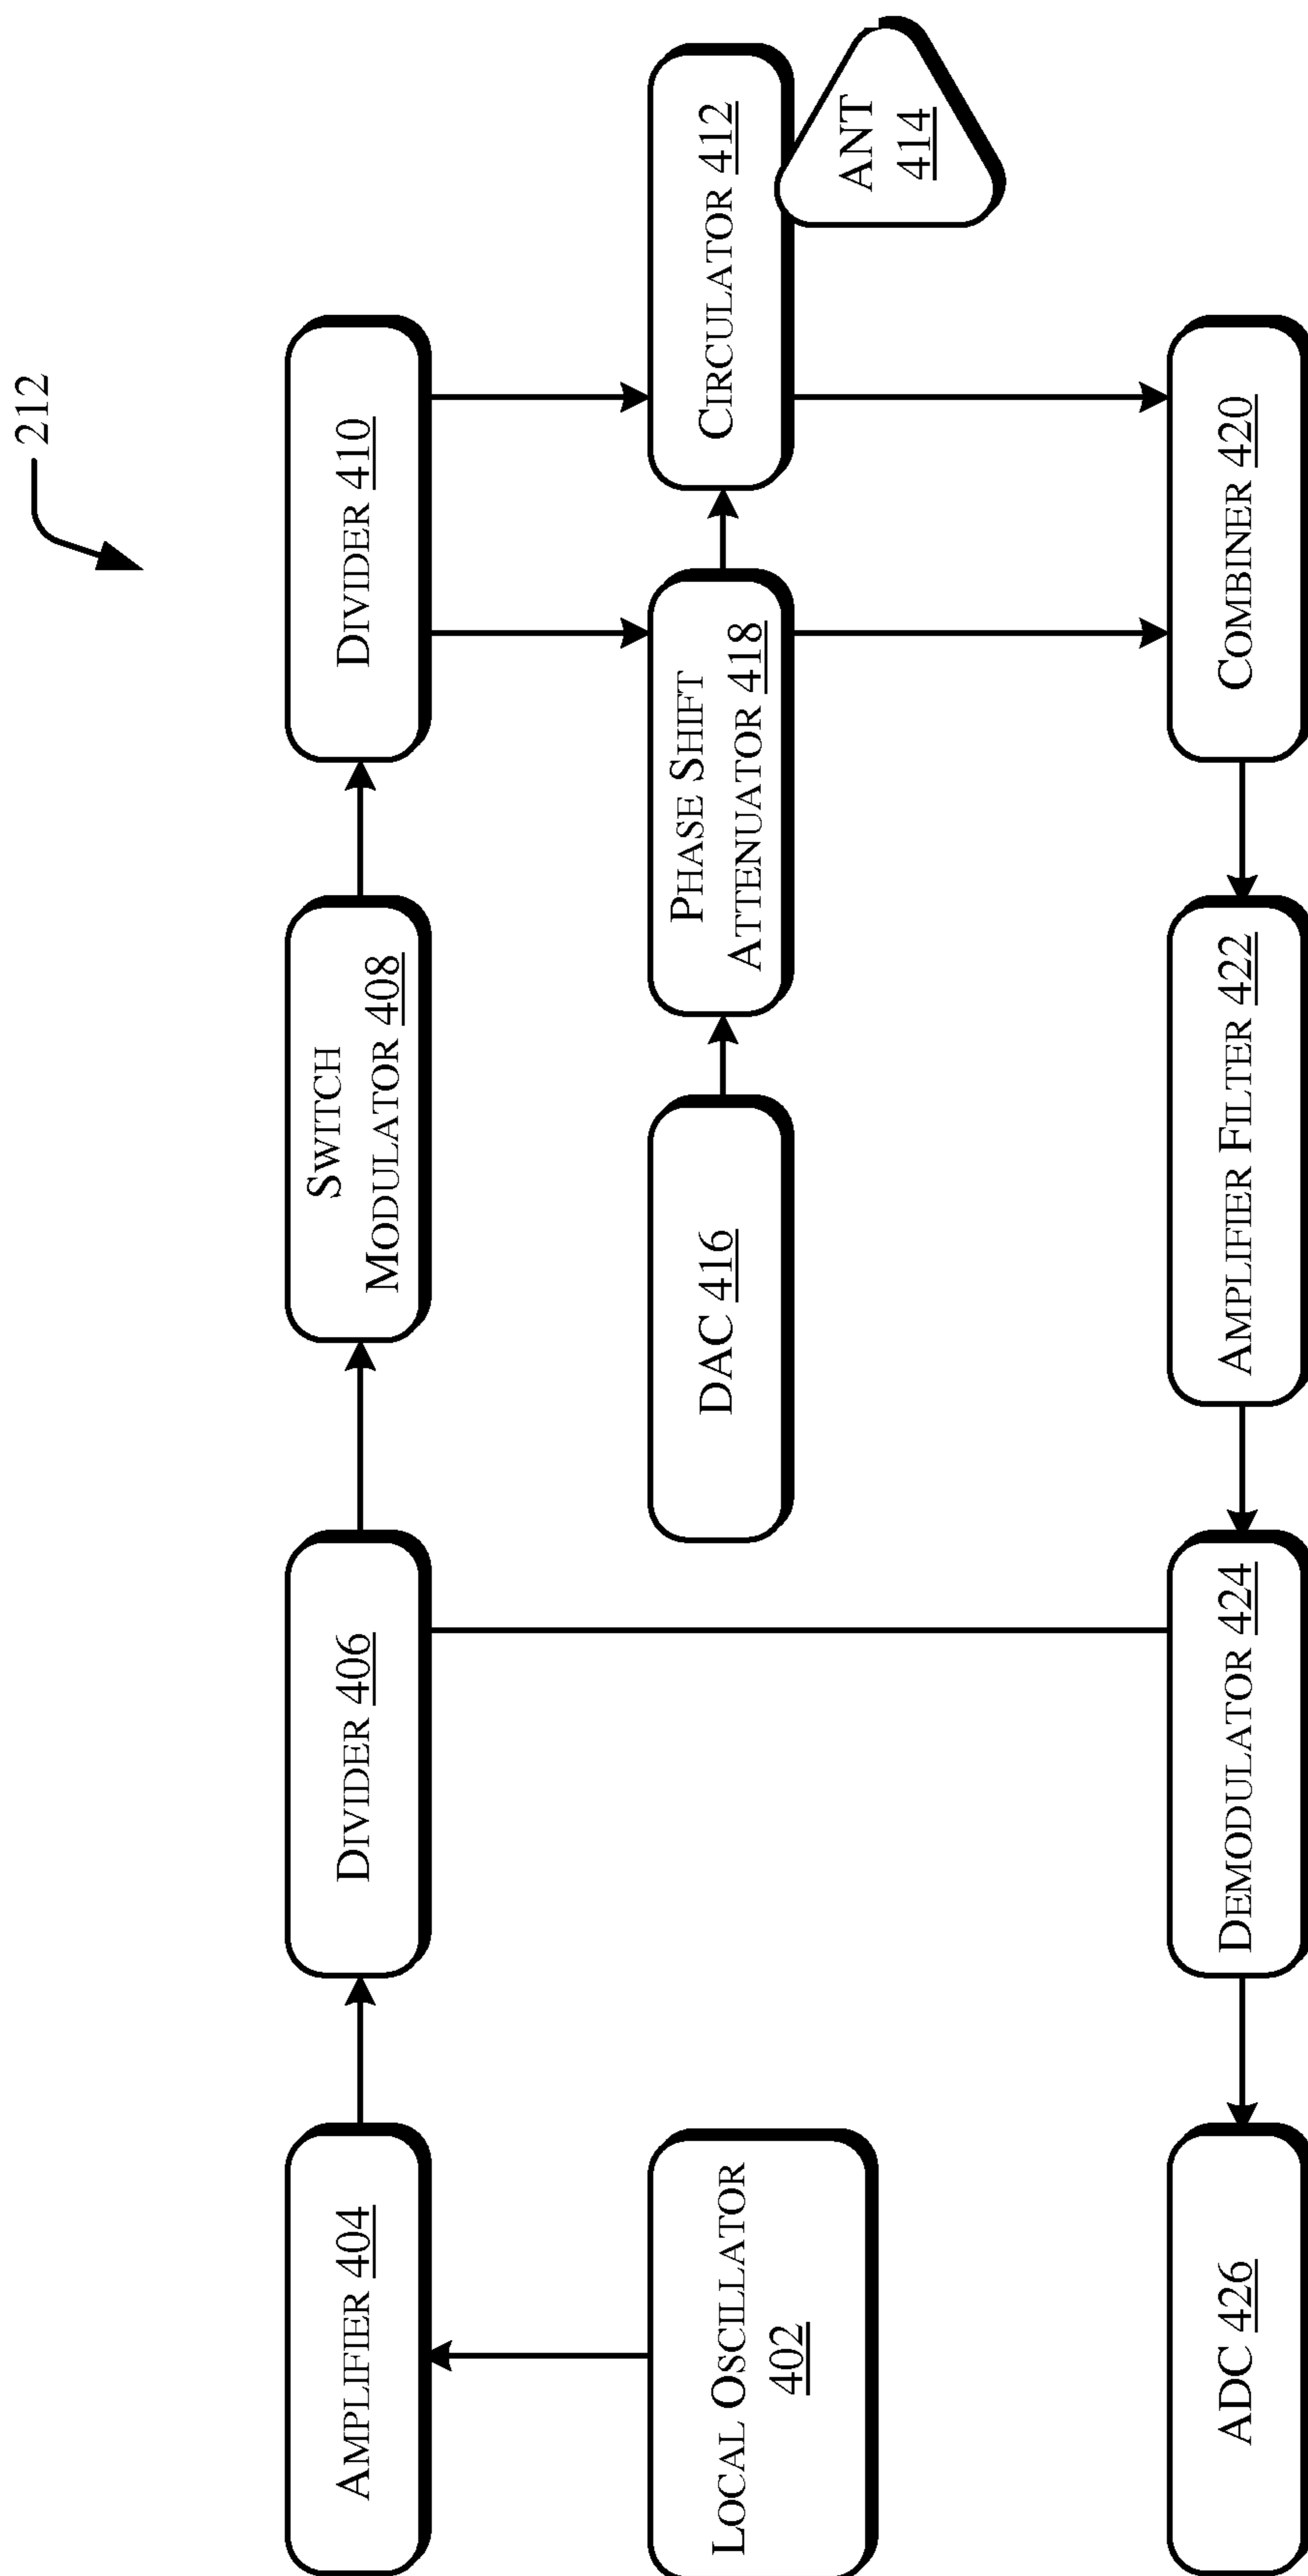 212
AMPLIFIER 404
DIVIDER 406
SWITCH
MODULATOR 408
DIVIDER 410
LOCAL OSCILLATOR
402
DAC 416
PHASE SHIFT
ATTENUATOR 418
CIRCULATOR 412
ANT
414
ADC 426
DEMODULATOR 424
AMPLIFIER FILTER 422
COMBINER 420